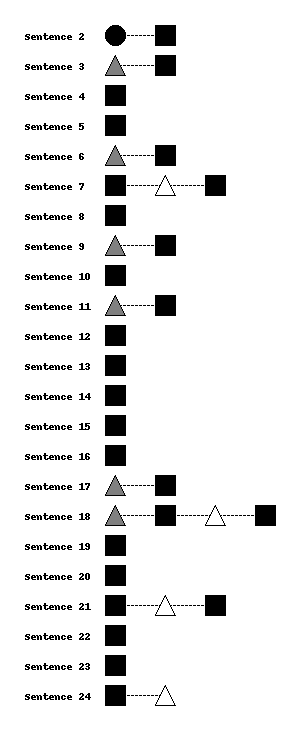 Sentence 2
Sentence 3
Sentence 4
Sentence 5
Sentence 6
Sentence 7
Sentence 8
Sentence 9
Sentence 10
Sentence 11
Sentence 12
Sentence 13
Sentence 14
Sentence 15
Sentence 16
Sentence 17
Sentence 18
Sentence 19
Sentence 20
Sentence 21
Sentence 22
Sentence 23
Sentence 24